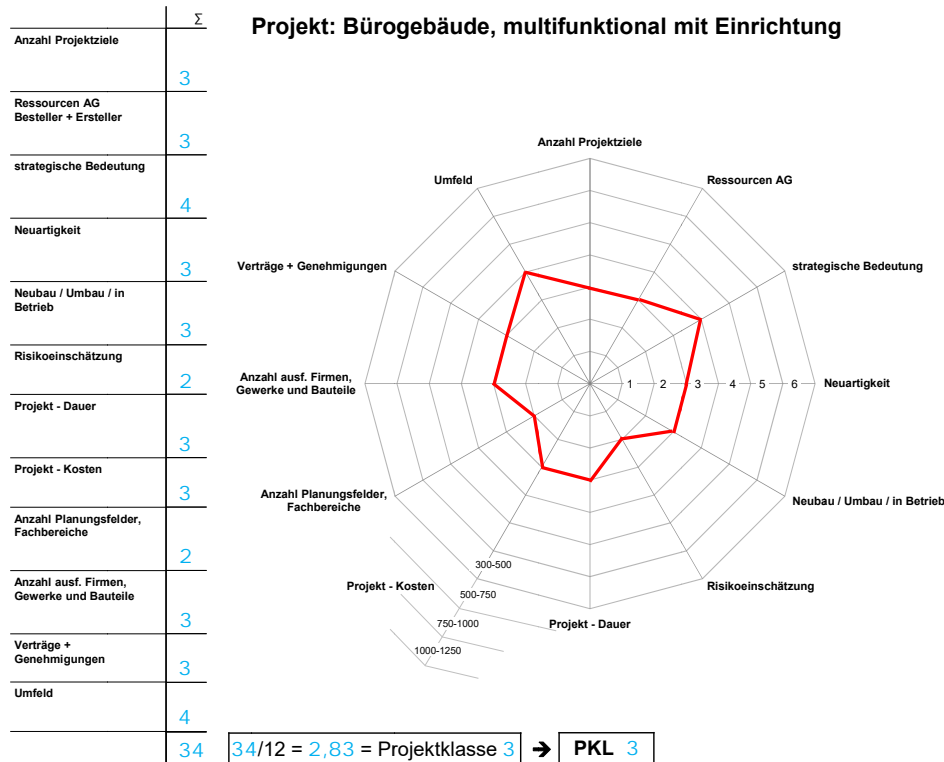 Σ
Projekt: Bürogebäude, multifunktional mit Einrichtung
Anzahl Projektziele
3
Ressourcen AG
Besteller + Ersteller
3
strategische Bedeutung
4
Neuartigkeit
3
Neubau / Umbau / in
Betrieb
3
Risikoeinschätzung
2
Projekt - Dauer
3
Projekt - Kosten
3
Anzahl Planungsfelder,
Fachbereiche
2
Anzahl ausf. Firmen,
Gewerke und Bauteile
3
Verträge +
Genehmigungen
3
Umfeld
4
34
Anzahl Projektziele
Ressourcen AG
strategische Bedeutung
Neuartigkeit
Neubau / Umbau / in Betrieb
Risikoeinschätzung
Projekt - Dauer
Projekt - Kosten
Anzahl Planungsfelder,
Fachbereiche
Anzahl ausf. Firmen,
Gewerke und Bauteile
Verträge + Genehmigungen
Umfeld
1 2 3 4 5 6
300-500
500-750
750-1000
1000-1250
34/12 = 2,83 = Projektklasse 3 ➔ PKL 3